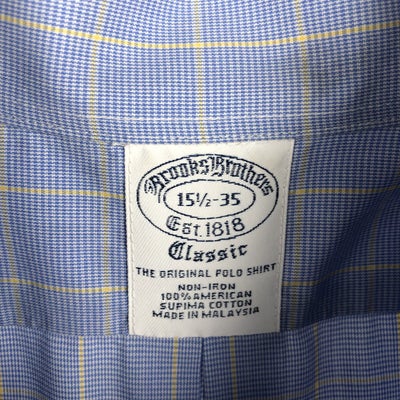 Brooks Brothers
15½-35
Est. 1818
Classic
THE ORIGINAL POLO SHIRT
NON-IRON
100% AMERICAN
SUPIMA COTTON
MADE IN MALAYSIA